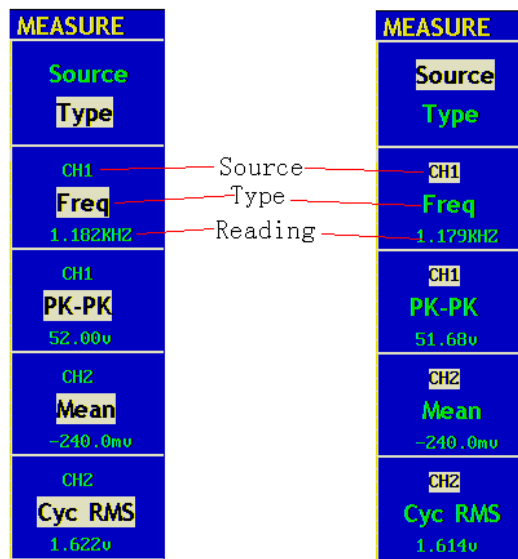 MEASURE
Source
Type
CH1
Freq
1.182KHZ
CH1
PK-PK
52.00v
CH2
Mean
-240.0mv
CH2
Cyc RMS
1.622v
Source
Type
Reading
MEASURE
Source
Type
CH1
Freq
1.179KHZ
CH1
PK-PK
51.68v
CH2
Mean
-240.0mv
CH2
Cyc RMS
1.614v